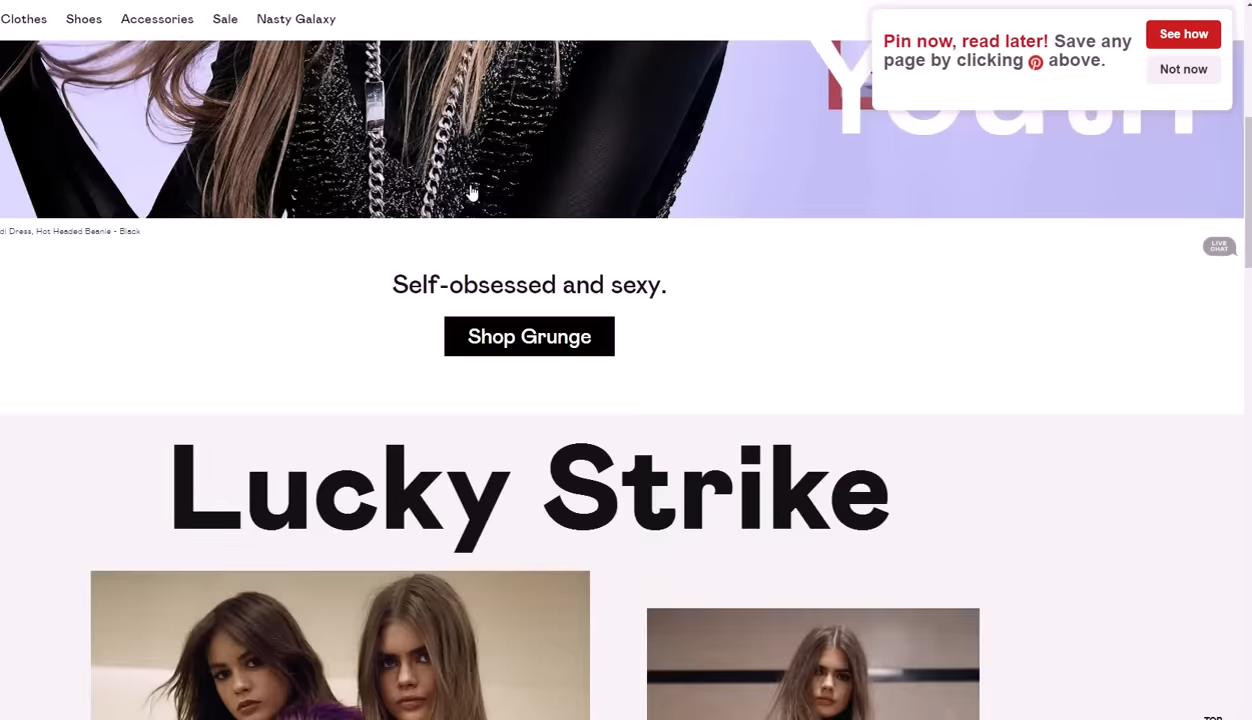 Clothes Shoes Accessories Sale Nasty Galaxy
Pin now, read later! Save any
page by clicking above.
See how
Not now
Youth
Dress, Hot Headed Beanie - Black
LIVE
CHAT
Self-obsessed and sexy.
Shop Grunge
Lucky Strike
TOP